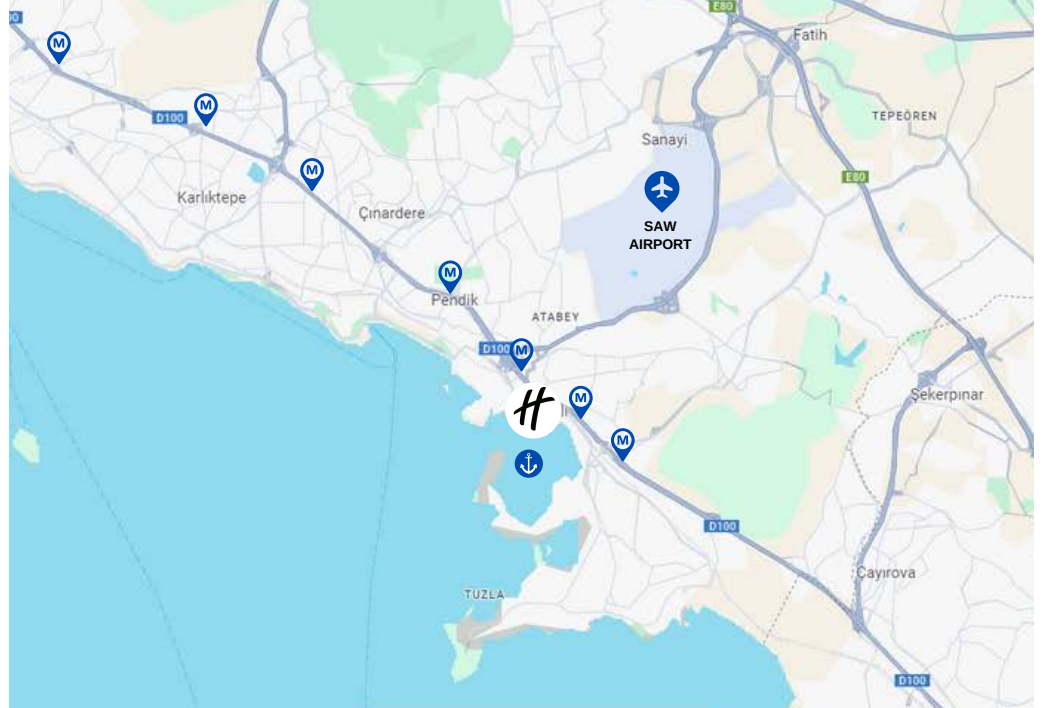 E80
Fatih
TEPEÖREN
Sanayi
D100
E80
Karlıktepe
Çınardere
SAW
AIRPORT
Pendik
ATABEY
D100
Şekerpınar
D100
Çayırova
TUZLA
D100
M
M
M
M
M
M
M
H